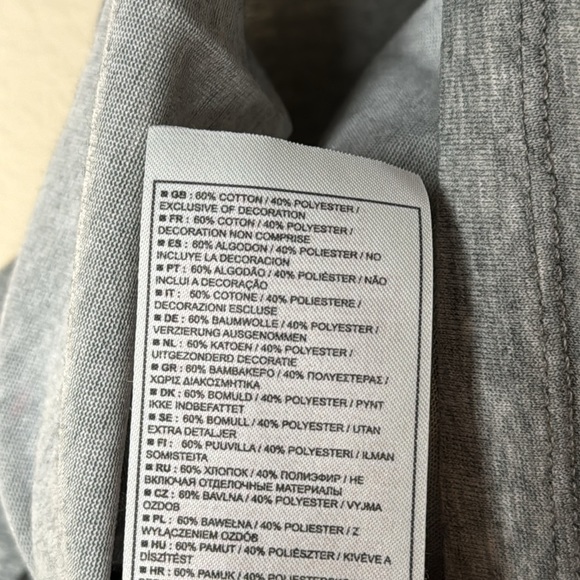 ■ GB : 60% COTTON / 40% POLYESTER /
EXCLUSIVE OF DECORATION
■ FR : 60% COTON / 40% POLYESTER /
DECORATION NON COMPRISE
■ ES : 60% ALGODON / 40% POLIESTER / NO
INCLUYE LA DECORACION
■ PT : 60% ALGODÃO / 40% POLIÉSTER / NÃO
INCLUI A DECORAÇÃO
■ IT : 60% COTONE / 40% POLIESTERE /
DECORAZIONI ESCLUSE
■ DE : 60% BAUMWOLLE / 40% POLYESTER /
VERZIERUNG AUSGENOMMEN
■ NL : 60% KATOEN / 40% POLYESTER /
UITGEZONDERD DECORATIE
■ GR : 60% ΒΑΜΒΑΚΕΡΟ / 40% ΠΟΛΥΕΣΤΕΡΑΣ /
ΧΩΡΙΣ ΔΙΑΚΟΣΜΗΤΙΚΑ
■ DK : 60% BOMULD / 40% POLYESTER / PYNT
IKKE INDBEFATTET
■ SE : 60% BOMULL / 40% POLYESTER / UTAN
EXTRA DETALJER
■ FI : 60% PUUVILLA / 40% POLYESTERI / ILMAN
SOMISTEITA
■ RU : 60% ХЛОПОК / 40% ПОЛИЭФИР / НЕ
ВКЛЮЧАЯ ОТДЕЛОЧНЫЕ МАТЕРИАЛЫ
■ CZ : 60% BAVLNA / 40% POLYESTER / VYJMA
OZDOB
■ PL : 60% BAWEŁNA / 40% POLIESTER / Z
WYŁĄCZENIEM OZDÓB
■ HU : 60% PAMUT / 40% POLIÉSZTER / KIVÉVE A
DÍSZÍTÉST
■ HR : 60% PAMUK / 40% POLIESTER